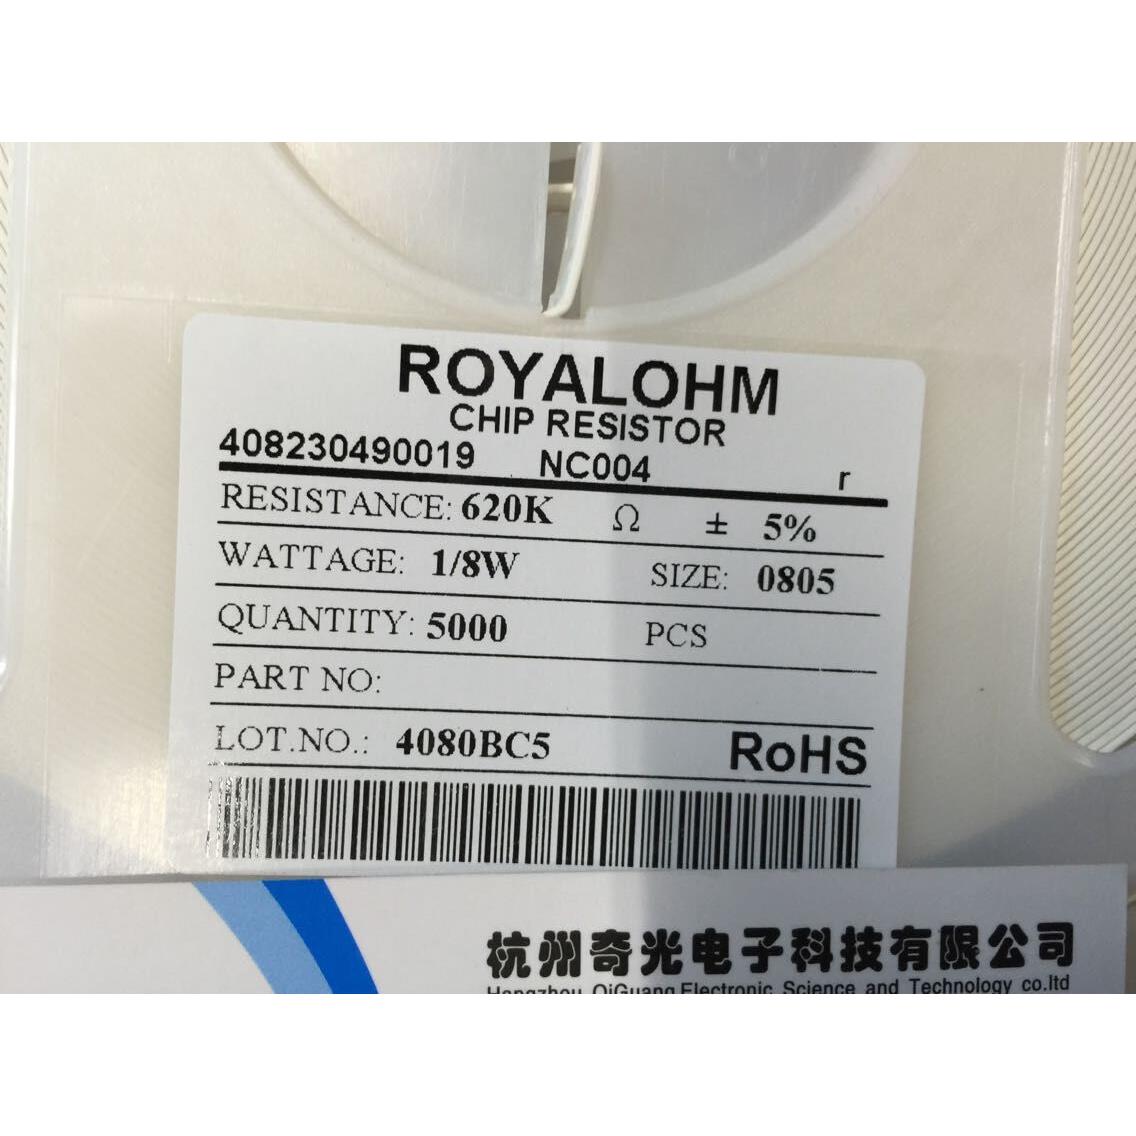 ROYALOHM
CHIP RESISTOR
408230490019 NC004 r
RESISTANCE: 620K Ω ± 5%
WATTAGE: 1/8W SIZE: 0805
QUANTITY: 5000 PCS
PART NO:
LOT.NO.: 4080BC5 RoHS
杭州奇光电子科技有限公司
Hangzhou QiGuang Electronic Science and Technology co.ltd